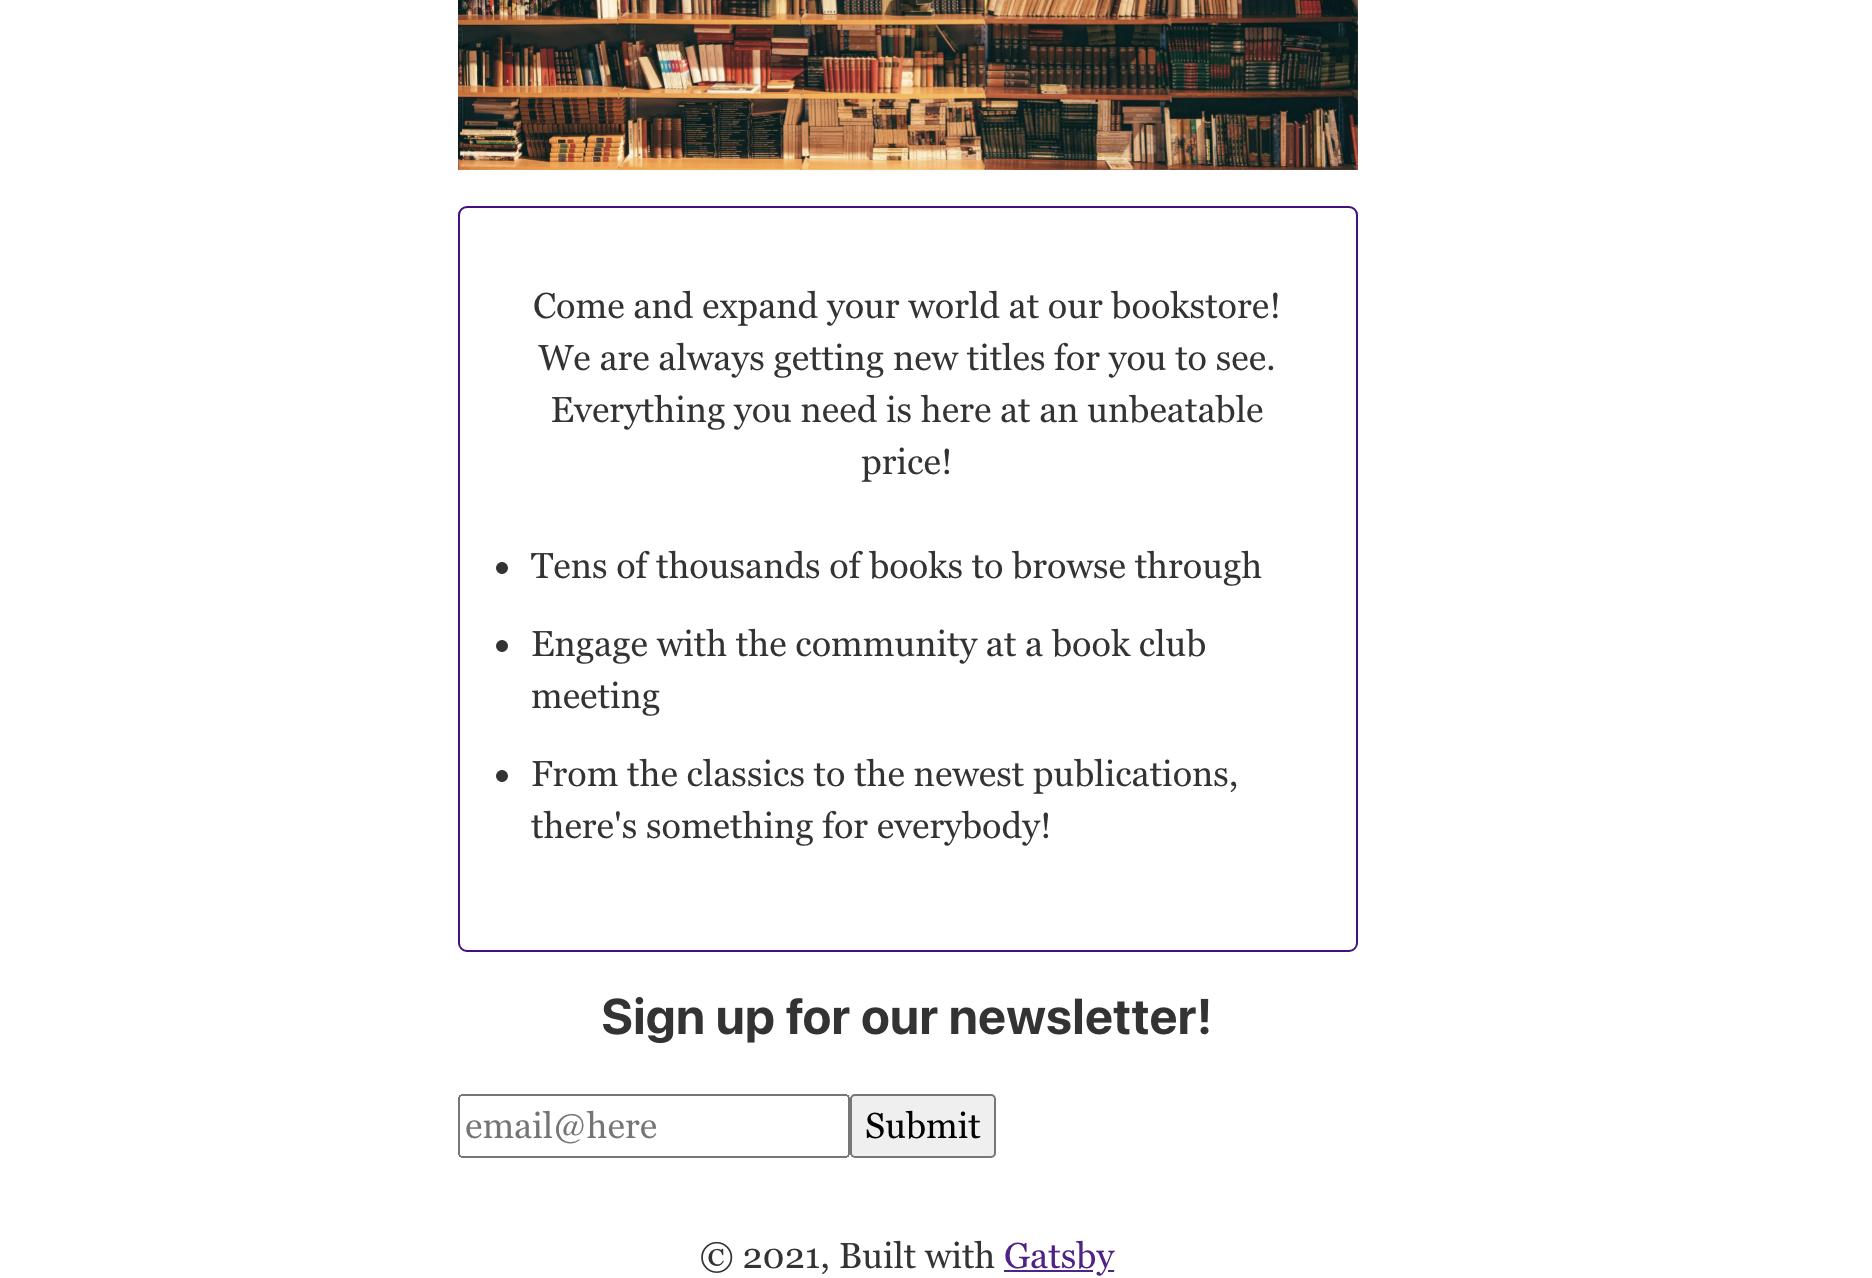 Come and expand your world at our bookstore!
We are always getting new titles for you to see.
Everything you need is here at an unbeatable
price!
Tens of thousands of books to browse through
Engage with the community at a book club
meeting
From the classics to the newest publications,
there's something for everybody!
Sign up for our newsletter!
email@here Submit
© 2021, Built with Gatsby